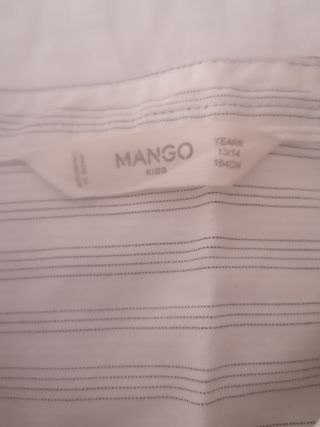 MANGO
KIDS
YEARS
13/14
164CM